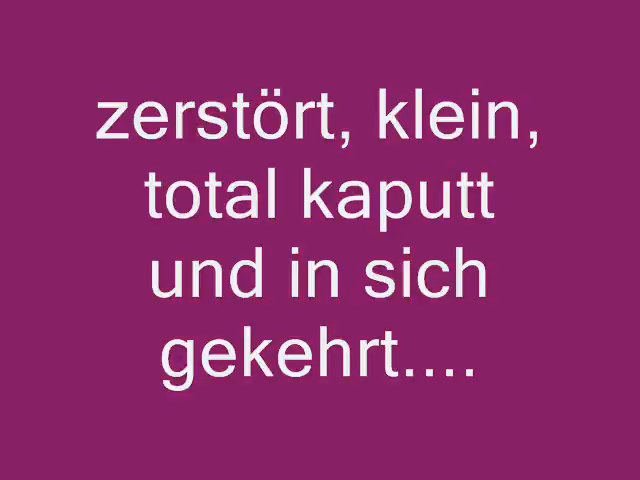 zerstört, klein,
total kaputt
und in sich
gekehrt....